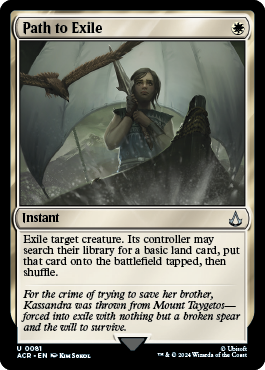 Path to Exile
Instant
Exile target creature. Its controller may
search their library for a basic land card, put
that card onto the battlefield tapped, then
shuffle.
For the crime of trying to save her brother,
Kassandra was thrown from Mount Taygetos—
forced into exile with nothing but a broken spear
and the will to survive.
U 0081
ACR • EN Kim Sokol
© Ubisoft
™ & © 2024 Wizards of the Coast